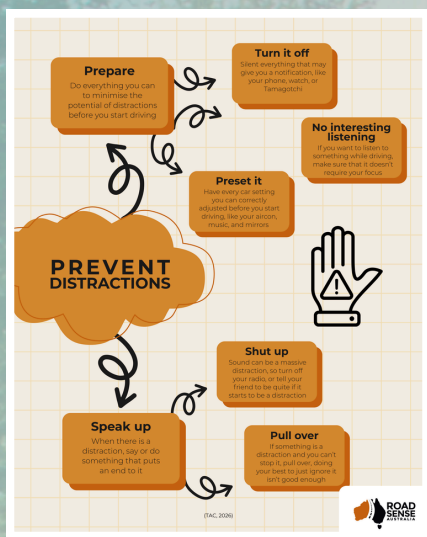 Prepare
Do everything you can
to minimise the
potential of distractions
before you start driving
Turn it off
Silent everything that may
give you a notification, like
your phone, watch, or
Tamagotchi
No interesting
listening
If you want to listen to
something while driving,
make sure that it doesn't
require your focus
Preset it
Have every car setting
you can correctly
adjusted before you start
driving, like your aircon,
music, and mirrors
PREVENT
DISTRACTIONS
Shut up
Sound can be a massive
distraction, so turn off
your radio, or tell your
friend to be quite if it
starts to be a distraction
Speak up
When there is a
distraction, say or do
something that puts
an end to it
Pull over
If something is a
distraction and you can't
stop it, pull over, doing
your best to just ignore it
isn't good enough
(TAC, 2026)
ROAD
SENSE
AUSTRALIA